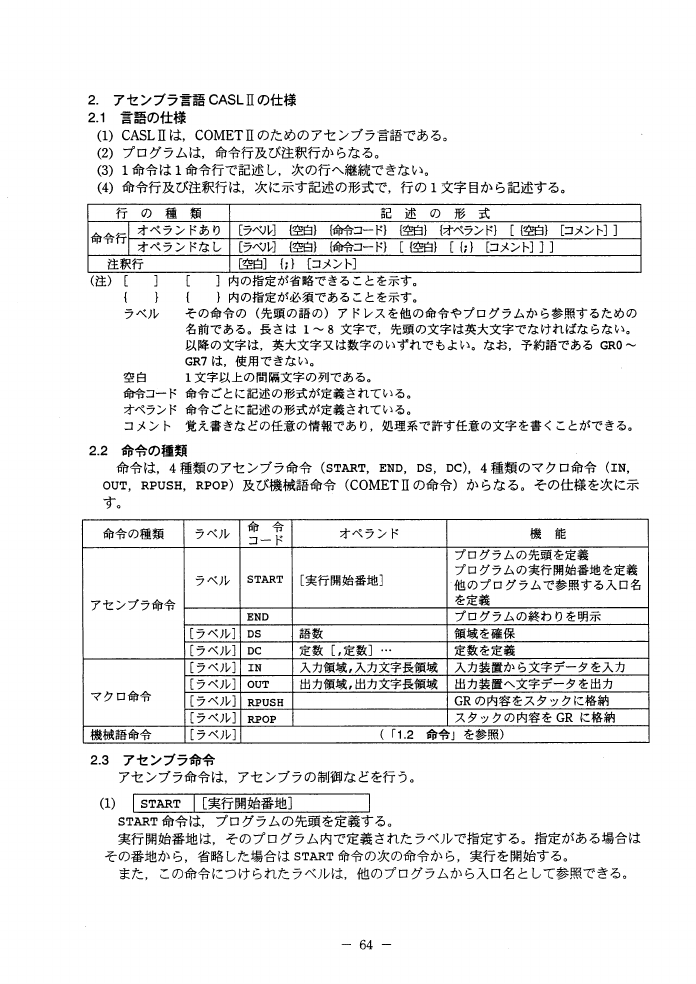 2. アセンブラ言語 CASLⅡの仕様
2.1 言語の仕様
(1) CASLⅡは，COMETⅡのためのアセンブラ言語である。
(2) プログラムは，命令行及び注釈行からなる。
(3) 1命令は1命令行で記述し，次の行へ継続できない。
(4) 命令行及び注釈行は，次に示す記述の形式で，行の1文字目から記述する。
行の種類 記述の形式
命令行 オペランドあり [ラベル] {空白} {命令コード} {空白} {オペランド} [ {空白} [コメント] ]
オペランドなし [ラベル] {空白} {命令コード} [ {空白} [ {;} [コメント] ] ]
注釈行 [空白] {;} [コメント]
(注) [ ] [ ] 内の指定が省略できることを示す。
{ } { } 内の指定が必須であることを示す。
ラベル その命令の（先頭の語の）アドレスを他の命令やプログラムから参照するための
名前である。長さは 1～8 文字で，先頭の文字は英大文字でなければならない。
以降の文字は，英大文字又は数字のいずれでもよい。なお，予約語である GR0～
GR7 は，使用できない。
空白 1文字以上の間隔文字の列である。
命令コード 命令ごとに記述の形式が定義されている。
オペランド 命令ごとに記述の形式が定義されている。
コメント 覚え書きなどの任意の情報であり，処理系で許す任意の文字を書くことができる。
2.2 命令の種類
命令は，4種類のアセンブラ命令（START，END，DS，DC），4種類のマクロ命令（IN，
OUT，RPUSH，RPOP）及び機械語命令（COMETⅡの命令）からなる。その仕様を次に示
す。
命令の種類 ラベル 命令コード オペランド 機能
アセンブラ命令 ラベル START [実行開始番地] プログラムの先頭を定義
プログラムの実行開始番地を定義
他のプログラムで参照する入口名
を定義
END プログラムの終わりを明示
[ラベル] DS 語数 領域を確保
[ラベル] DC 定数［,定数］… 定数を定義
マクロ命令 [ラベル] IN 入力領域,入力文字長領域 入力装置から文字データを入力
[ラベル] OUT 出力領域,出力文字長領域 出力装置へ文字データを出力
[ラベル] RPUSH GR の内容をスタックに格納
[ラベル] RPOP スタックの内容を GR に格納
機械語命令 [ラベル] （「1.2 命令」を参照）
2.3 アセンブラ命令
アセンブラ命令は，アセンブラの制御などを行う。
(1) START [実行開始番地]
START 命令は，プログラムの先頭を定義する。
実行開始番地は，そのプログラム内で定義されたラベルで指定する。指定がある場合は
その番地から，省略した場合は START 命令の次の命令から，実行を開始する。
また，この命令につけられたラベルは，他のプログラムから入口名として参照できる。
－ 64 －